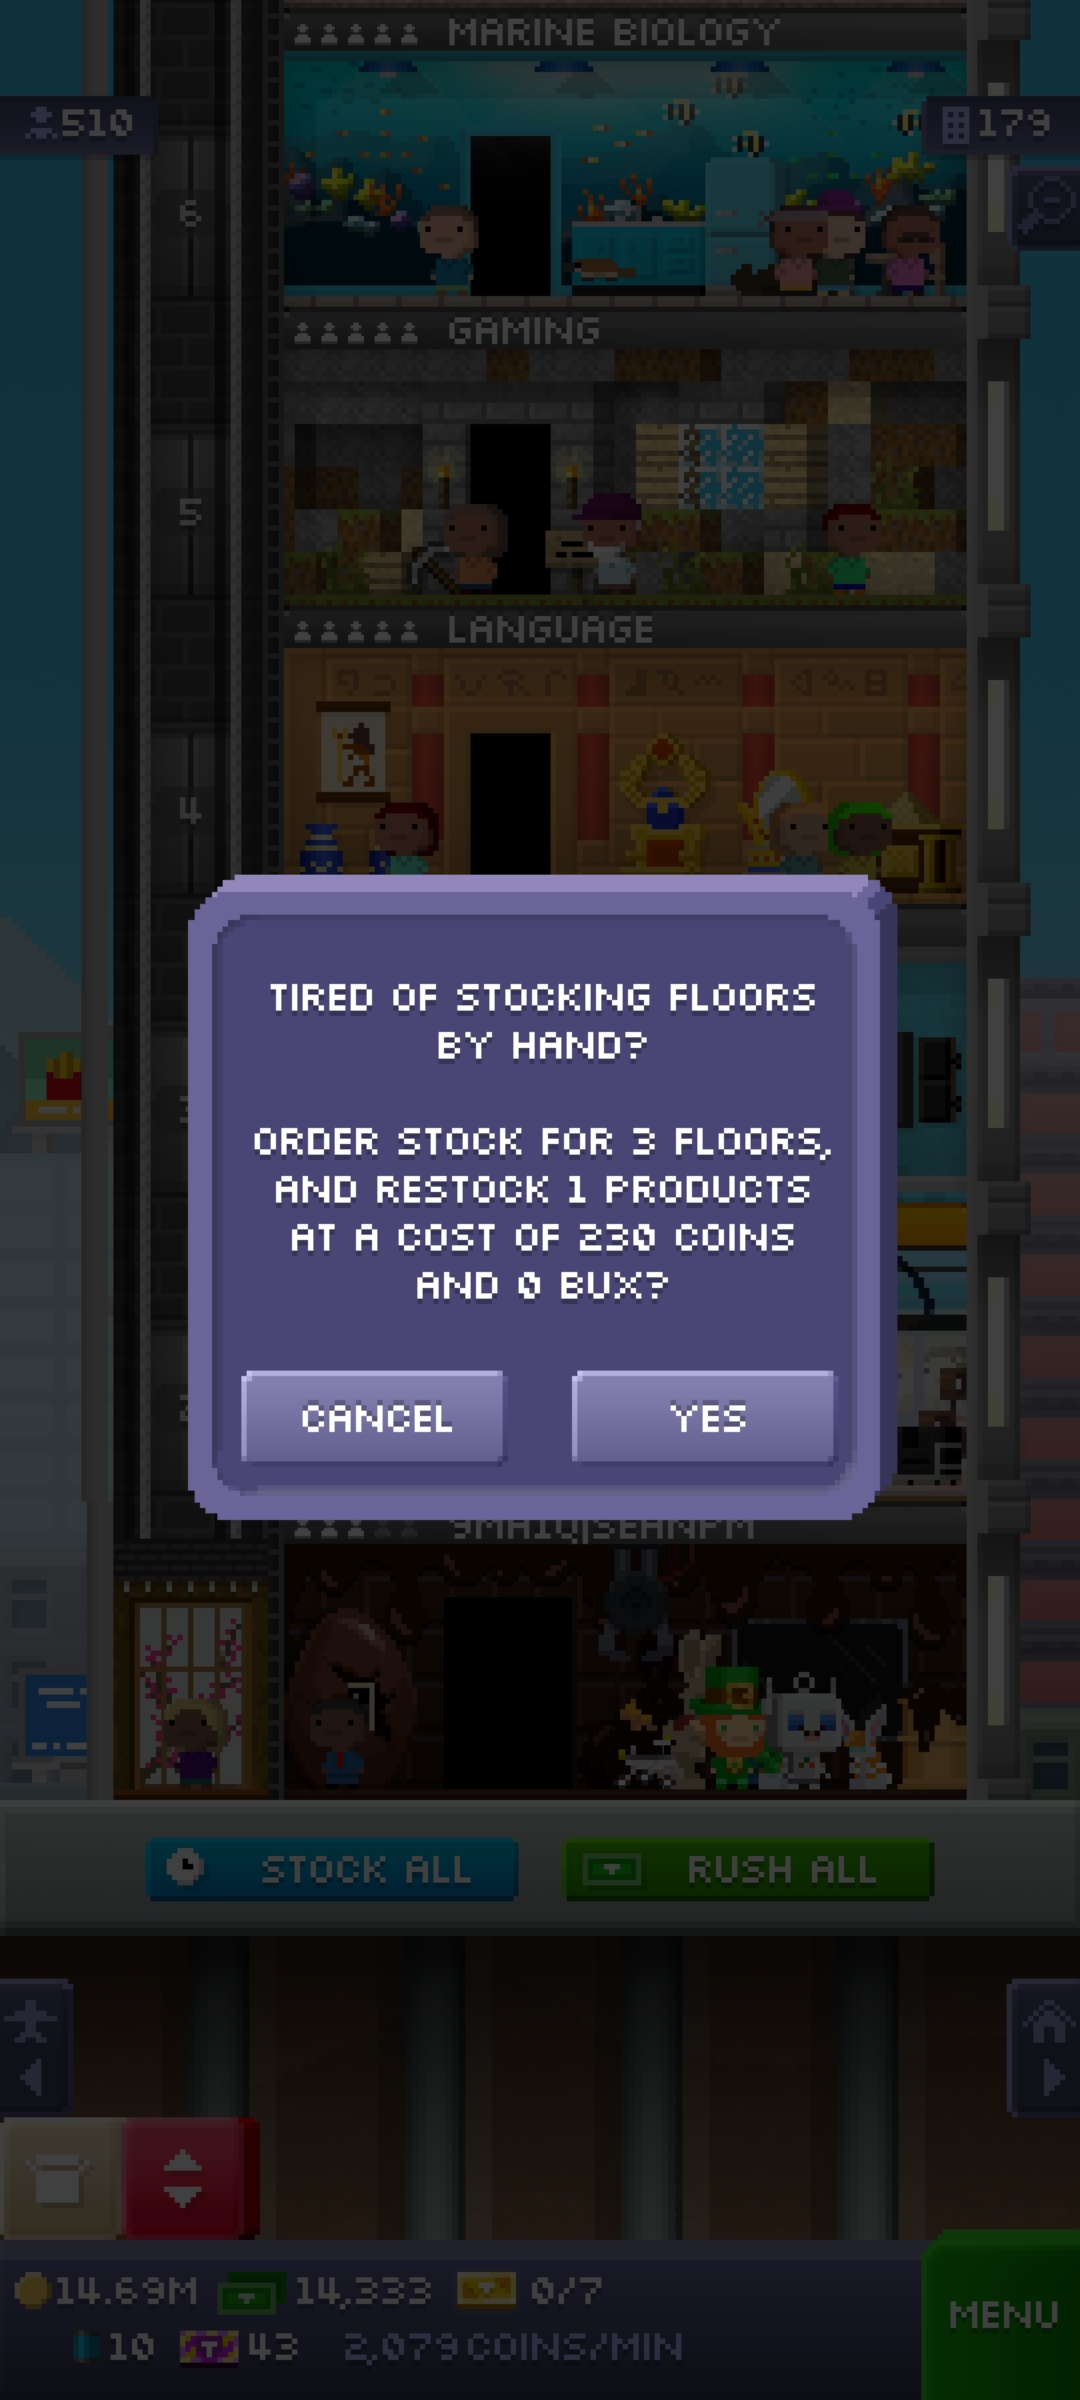 MARINE BIOLOGY
510
179
6
GAMING
5
LANGUAGE
4
TIRED OF STOCKING FLOORS
BY HAND?
ORDER STOCK FOR 3 FLOORS,
AND RESTOCK 1 PRODUCTS
AT A COST OF 230 COINS
AND 0 BUX?
CANCEL
YES
STOCK ALL
RUSH ALL
14.69M
14,333
0/7
MENU
10
43
2,079 COINS/MIN